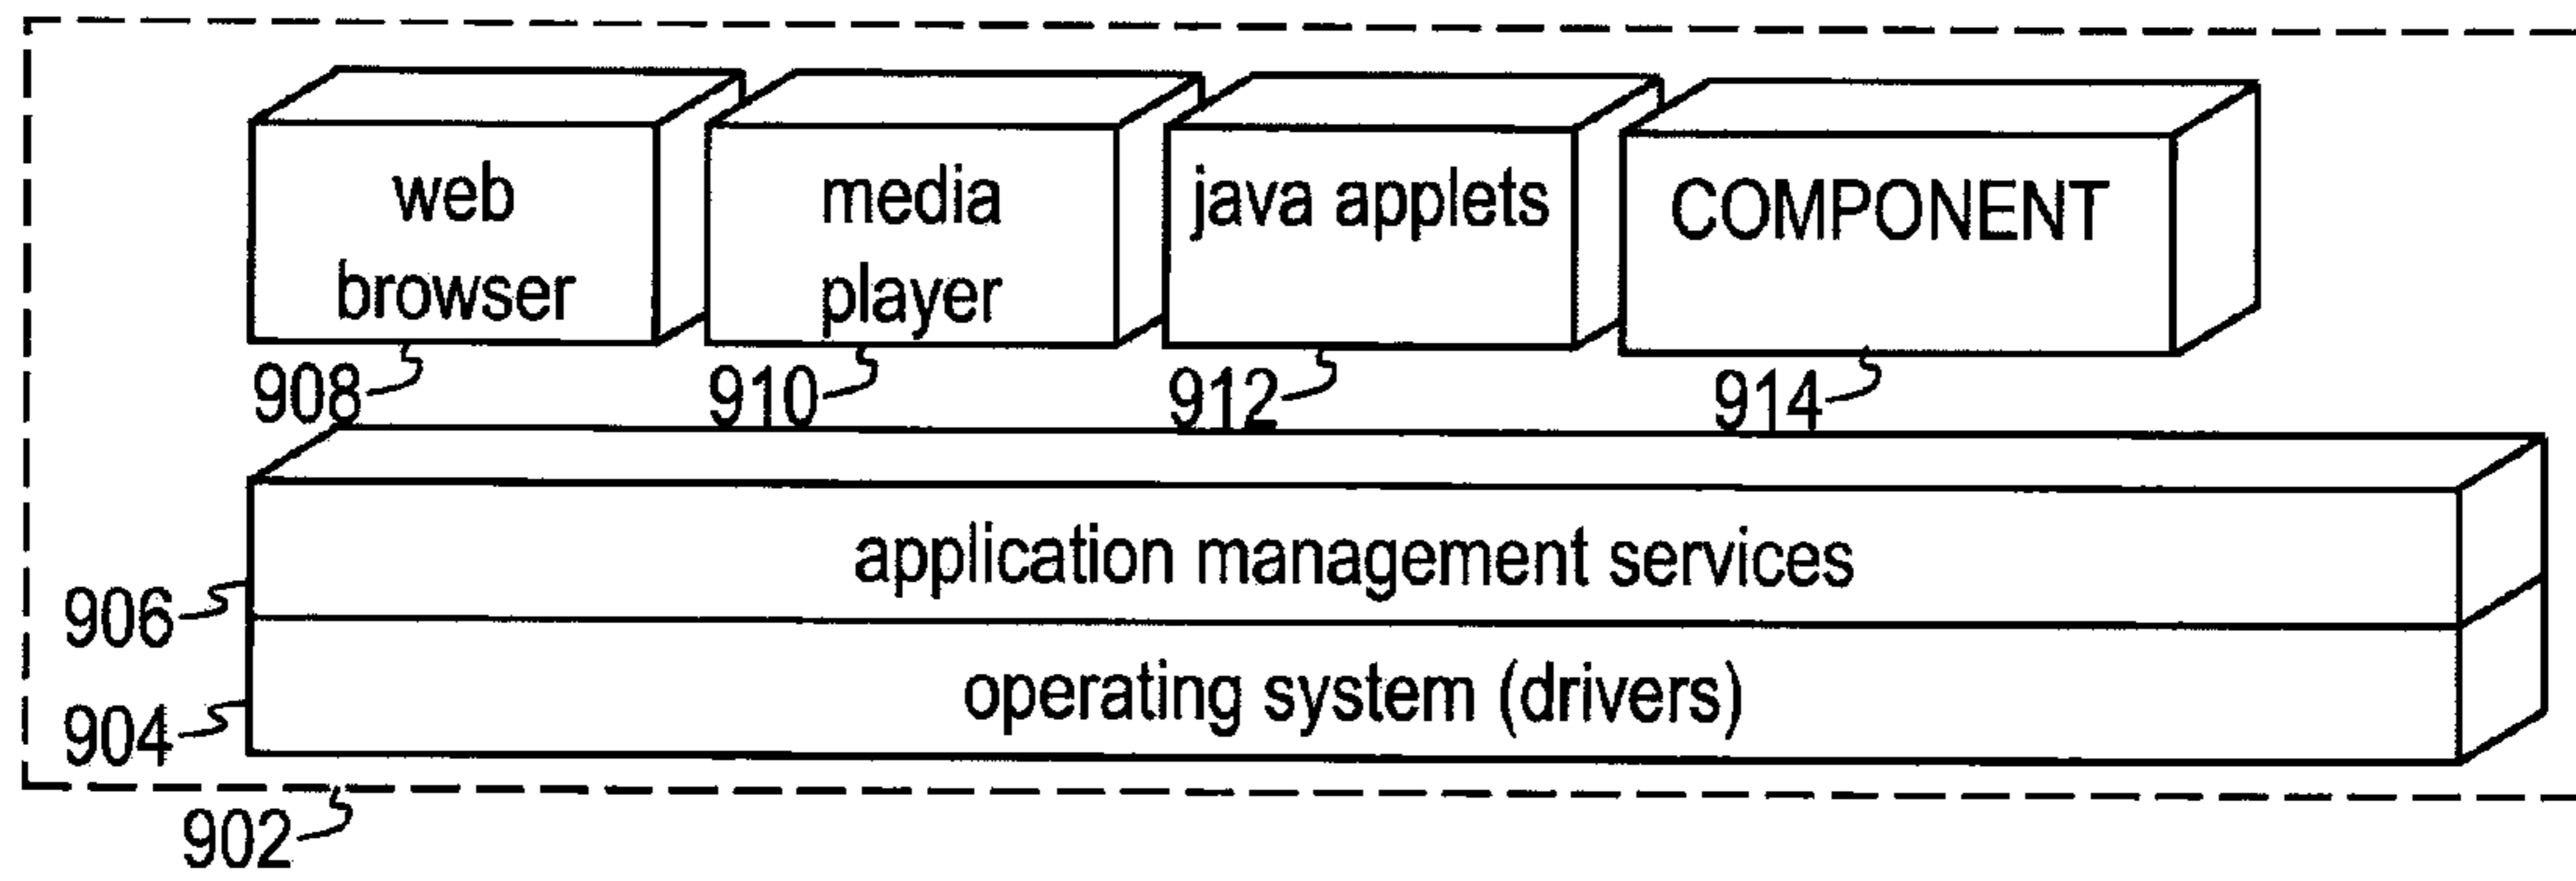 web
browser
media
player
java applets
COMPONENT
908
910
912
914
application management services
906
operating system (drivers)
904
902